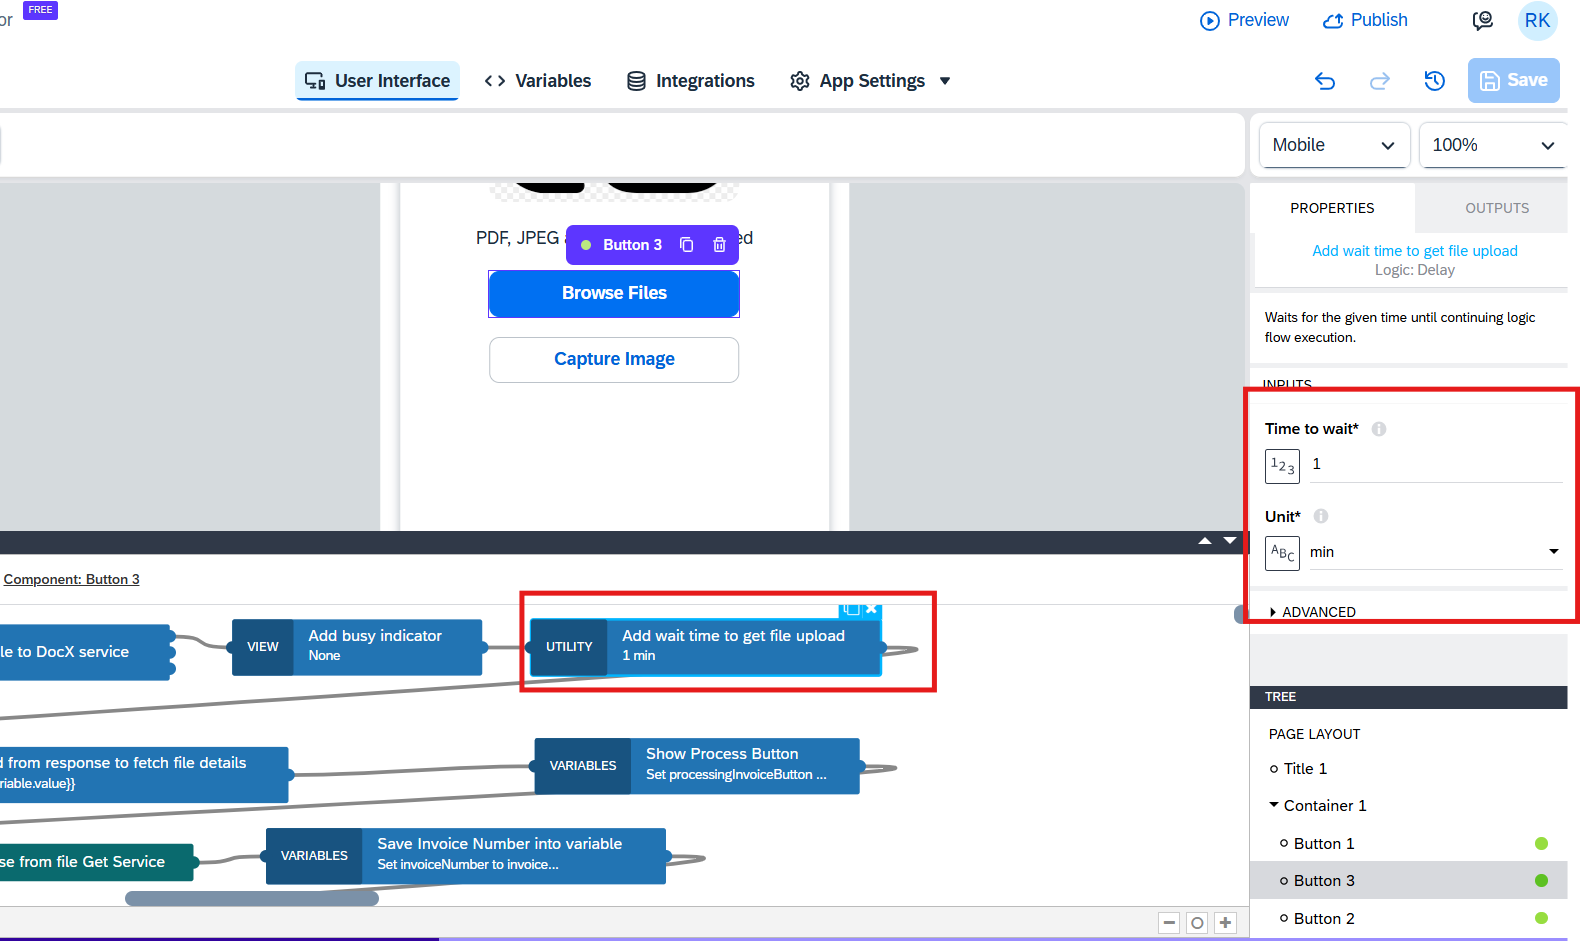 or
FREE
Preview
Publish
RK
User Interface
Variables
Integrations
App Settings
Save
Mobile
100%
PROPERTIES
OUTPUTS
Add wait time to get file upload
Logic: Delay
Waits for the given time until continuing logic
flow execution.
INPUTS
Time to wait*
123
1
Unit*
ABC
min
ADVANCED
TREE
PAGE LAYOUT
Title 1
Container 1
Button 1
Button 3
Button 2
PDF, JPEG
ed
Button 3
Browse Files
Capture Image
Component: Button 3
le to DocX service
VIEW
Add busy indicator
None
UTILITY
Add wait time to get file upload
1 min
d from response to fetch file details
riable.value}}
VARIABLES
Show Process Button
Set processingInvoiceButton ...
se from file Get Service
VARIABLES
Save Invoice Number into variable
Set invoiceNumber to invoice...